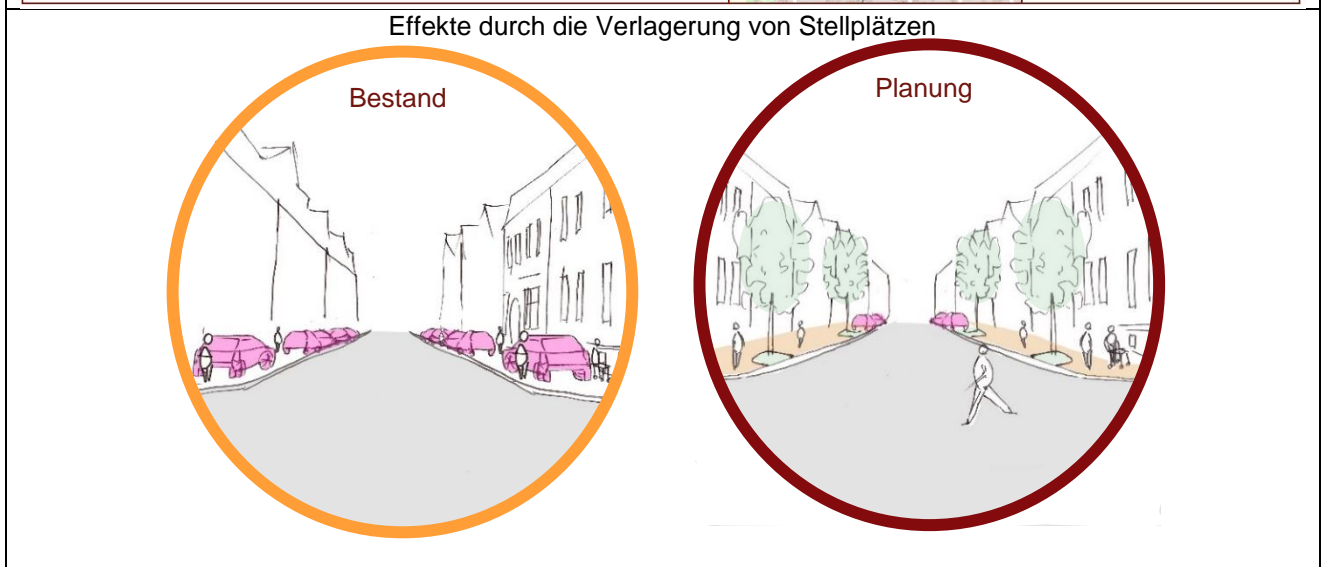 Effekte durch die Verlagerung von Stellplätzen
Bestand
Planung